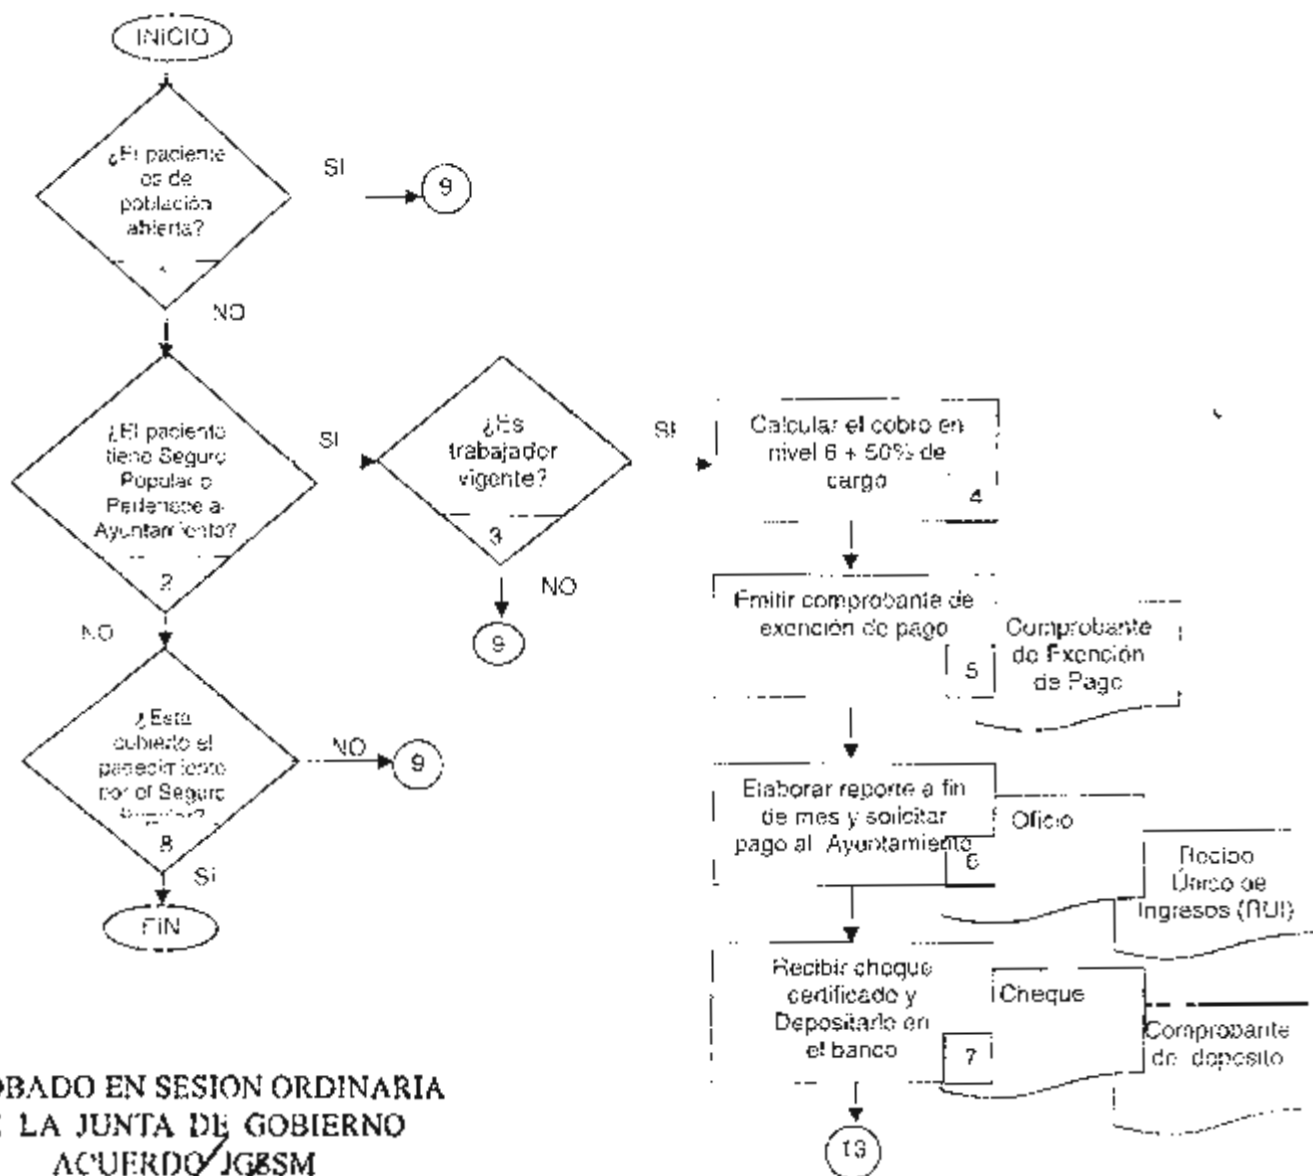 INICIO
¿El paciente
es de
población
abierta?
SI
9
NO
¿El paciente
tiene Seguro
Popular o
Pertenece a
Ayuntamiento?
2
SI
¿Es
trabajador
vigente?
3
SI
NO
9
Calcular el cobro en
nivel 6 + 50% de
cargo
4
Emitir comprobante de
exención de pago
5
Comprobante
de Exención
de Pago
NO
¿Esta
cubierto el
padecimiento
por el Seguro
8
NO
9
SI
FIN
Elaborar reporte a fin
de mes y solicitar
pago al Ayuntamiento
6
Oficio
Recibo
Único de
Ingresos (RUI)
Recibir cheque
certificado y
Depositarlo en
el banco
7
Cheque
Comprobante
de deposito
13
OBADO EN SESION ORDINARIA
LA JUNTA DE GOBIERNO
ACUERDO JGSSM